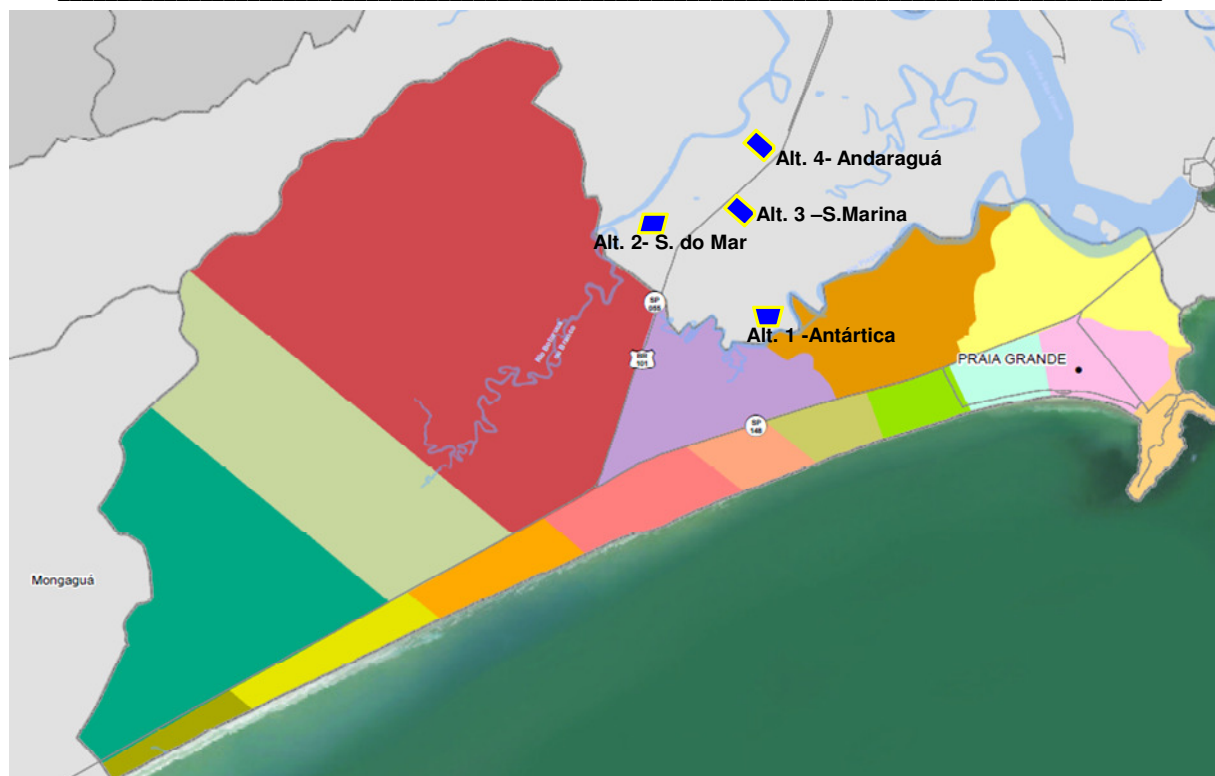 Alt. 4- Andaraguá
Alt. 3 –S.Marina
Alt. 2- S. do Mar
SP
055
Alt. 1 -Antártica
BR
101
PRAIA GRANDE
SP
148
Mongaguá